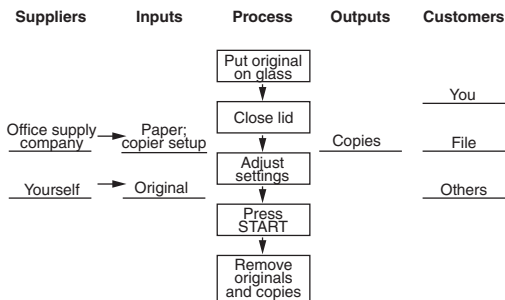 Suppliers Inputs Process Outputs Customers
Put original
on glass
You
Close lid
Office supply
company
Paper;
copier setup
Copies
File
Adjust
settings
Yourself
Original
Others
Press
START
Remove
originals
and copies